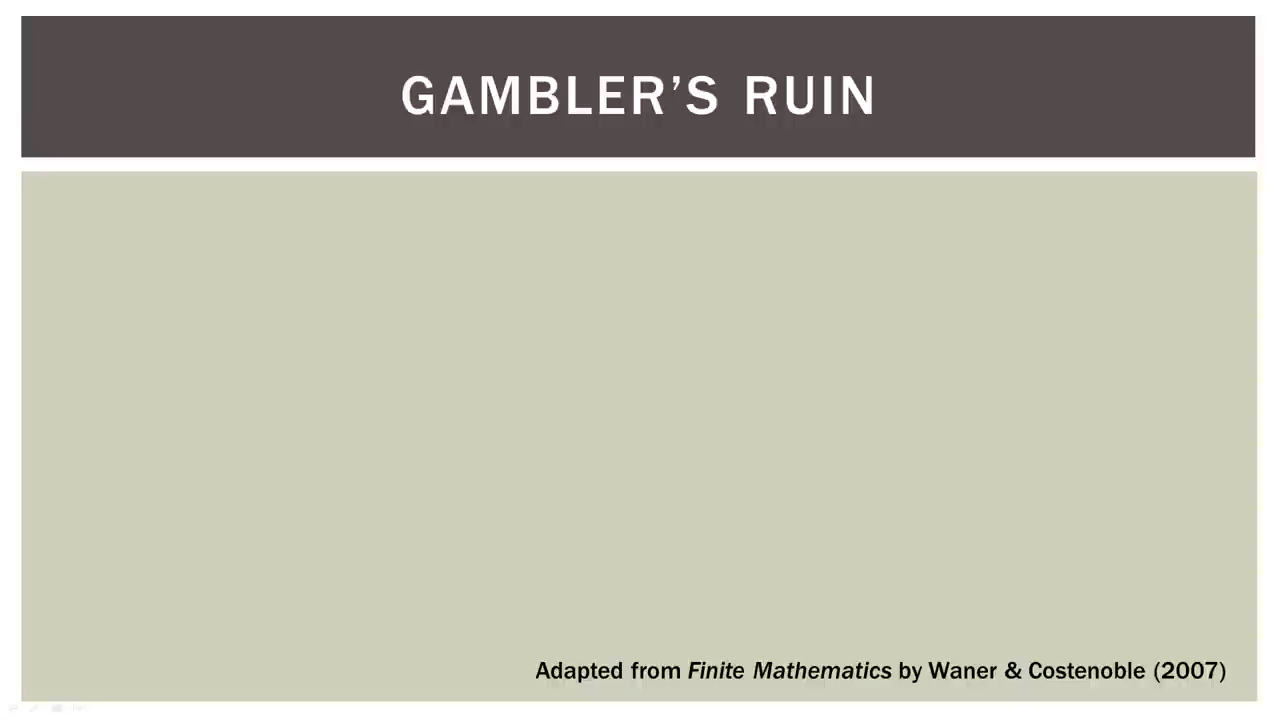 GAMBLER’S RUIN
Adapted from Finite Mathematics by Waner & Costenoble (2007)